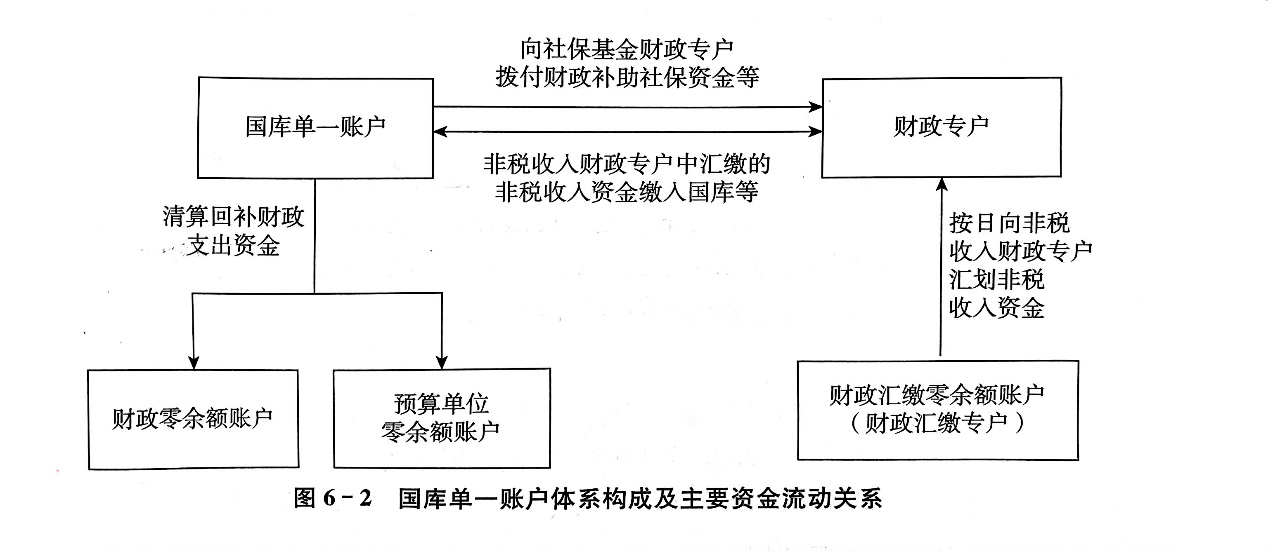 向社保基金财政专户
拨付财政补助社保资金等
国库单一账户
财政专户
非税收入财政专户中汇缴的
非税收入资金缴入国库等
清算回补财政
支出资金
按日向非税
收入财政专户
汇划非税
收入资金
财政零余额账户
预算单位
零余额账户
财政汇缴零余额账户
（财政汇缴专户）
图 6－2 国库单一账户体系构成及主要资金流动关系